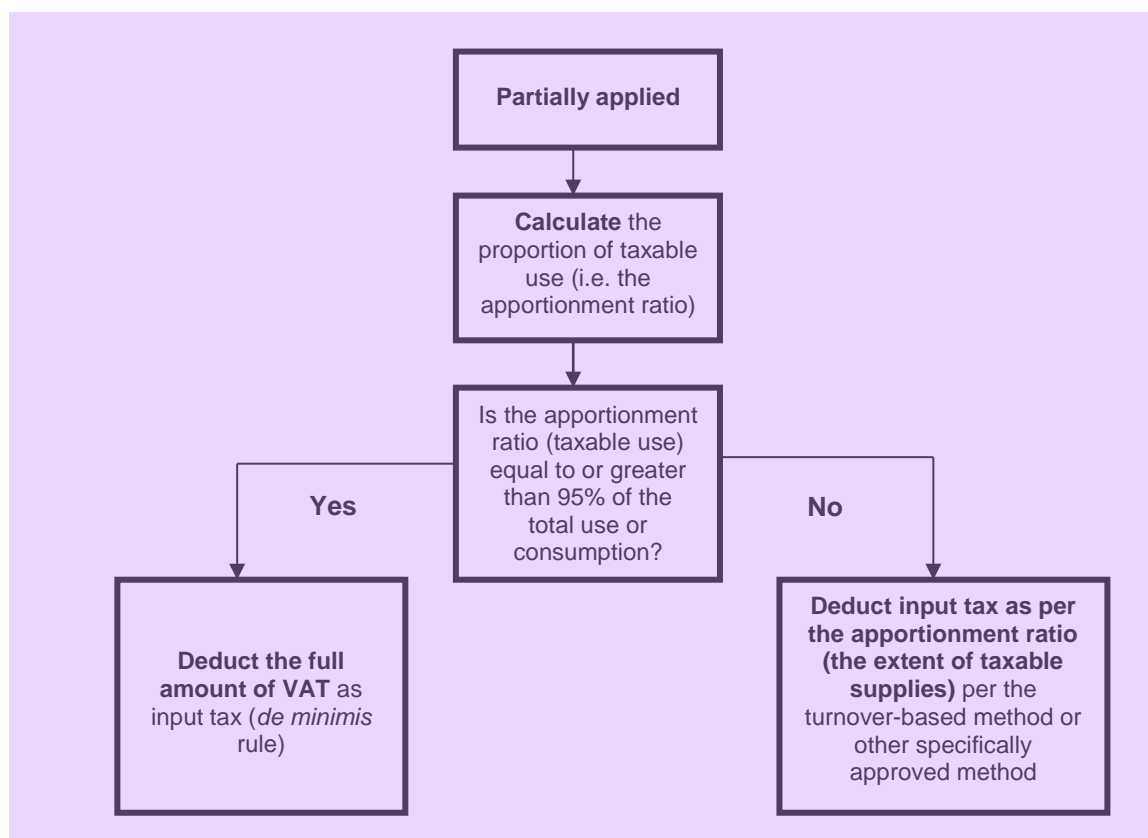 Partially applied
Calculate the
proportion of taxable
use (i.e. the
apportionment ratio)
Is the apportionment
ratio (taxable use)
equal to or greater
than 95% of the
total use or
consumption?
Yes
No
Deduct the full
amount of VAT as
input tax (de minimis
rule)
Deduct input tax as per
the apportionment ratio
(the extent of taxable
supplies) per the
turnover-based method or
other specifically
approved method